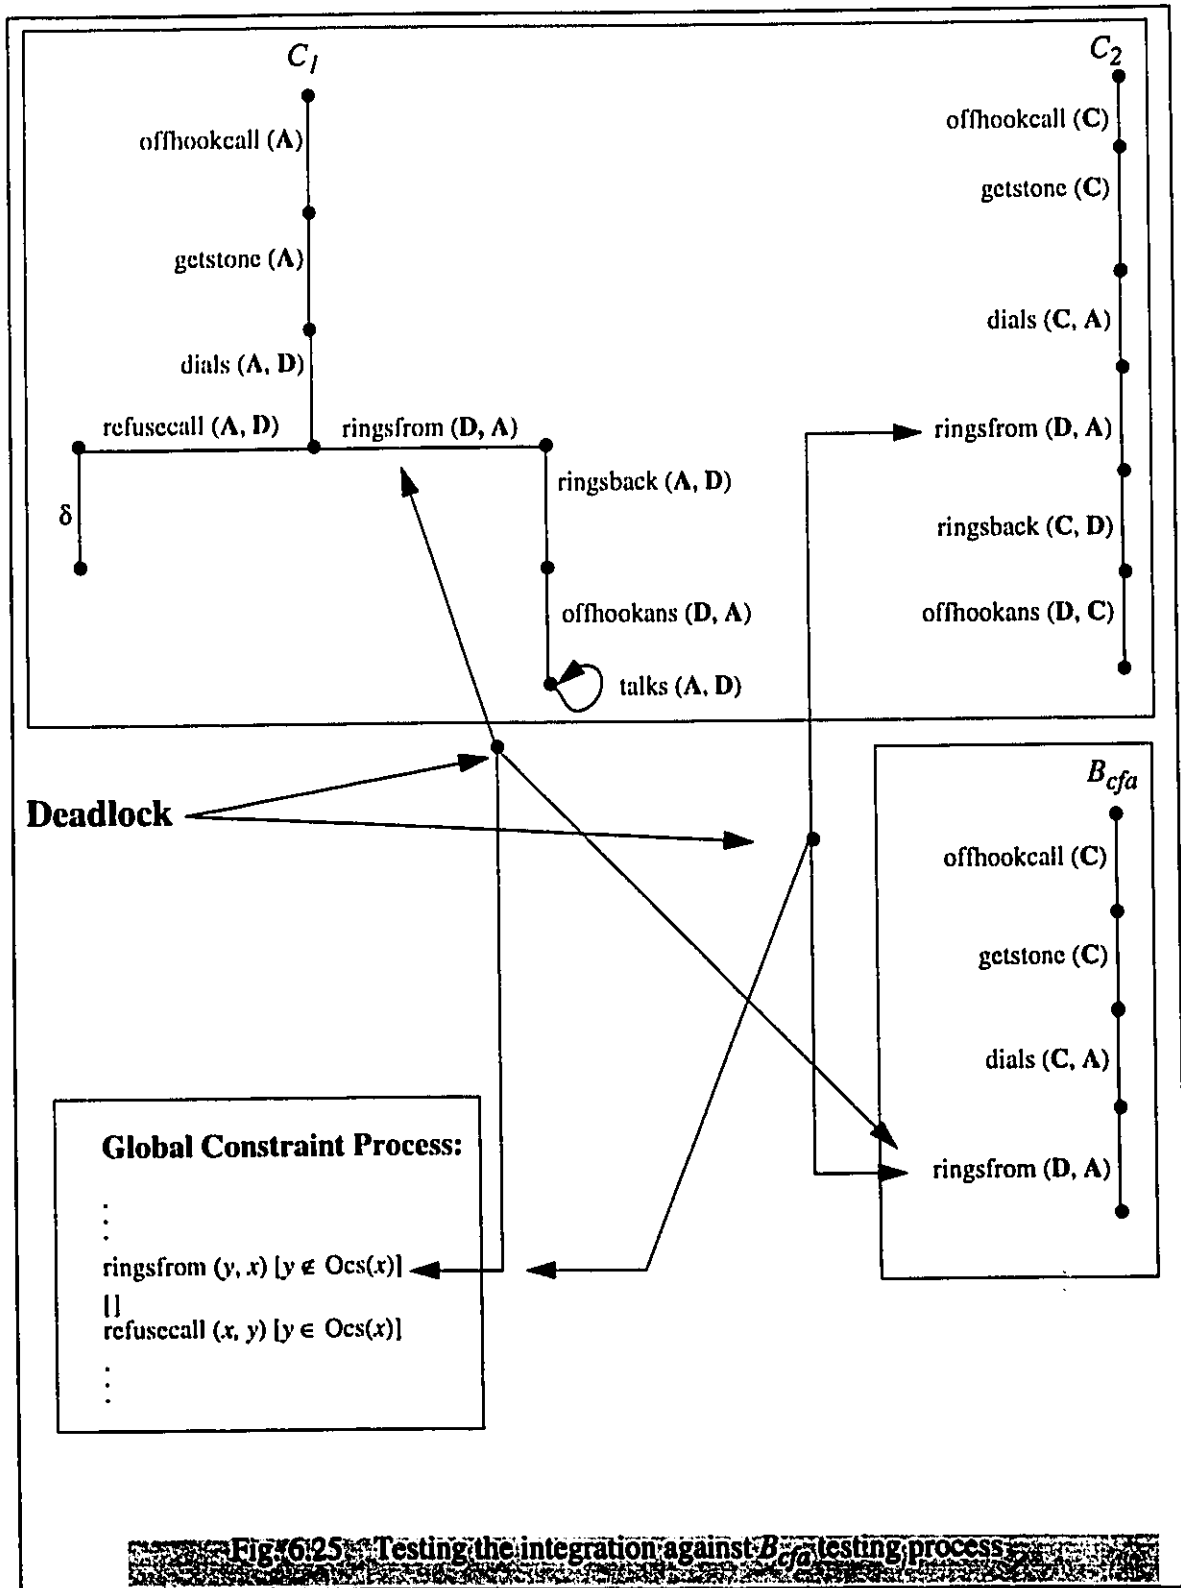 C1
offhookcall (A)
getstone (A)
dials (A, D)
refusecall (A, D)
ringsfrom (D, A)
δ
ringsback (A, D)
offhookans (D, A)
talks (A, D)
C2
offhookcall (C)
getstone (C)
dials (C, A)
ringsfrom (D, A)
ringsback (C, D)
offhookans (D, C)
Deadlock
Bcfa
offhookcall (C)
getstone (C)
dials (C, A)
ringsfrom (D, A)
Global Constraint Process:
.
.
.
ringsfrom (y, x) [y ∉ Ocs(x)]
[]
refusecall (x, y) [y ∈ Ocs(x)]
.
.
.
Fig. 6.25 Testing the integration against Bcfa testing process